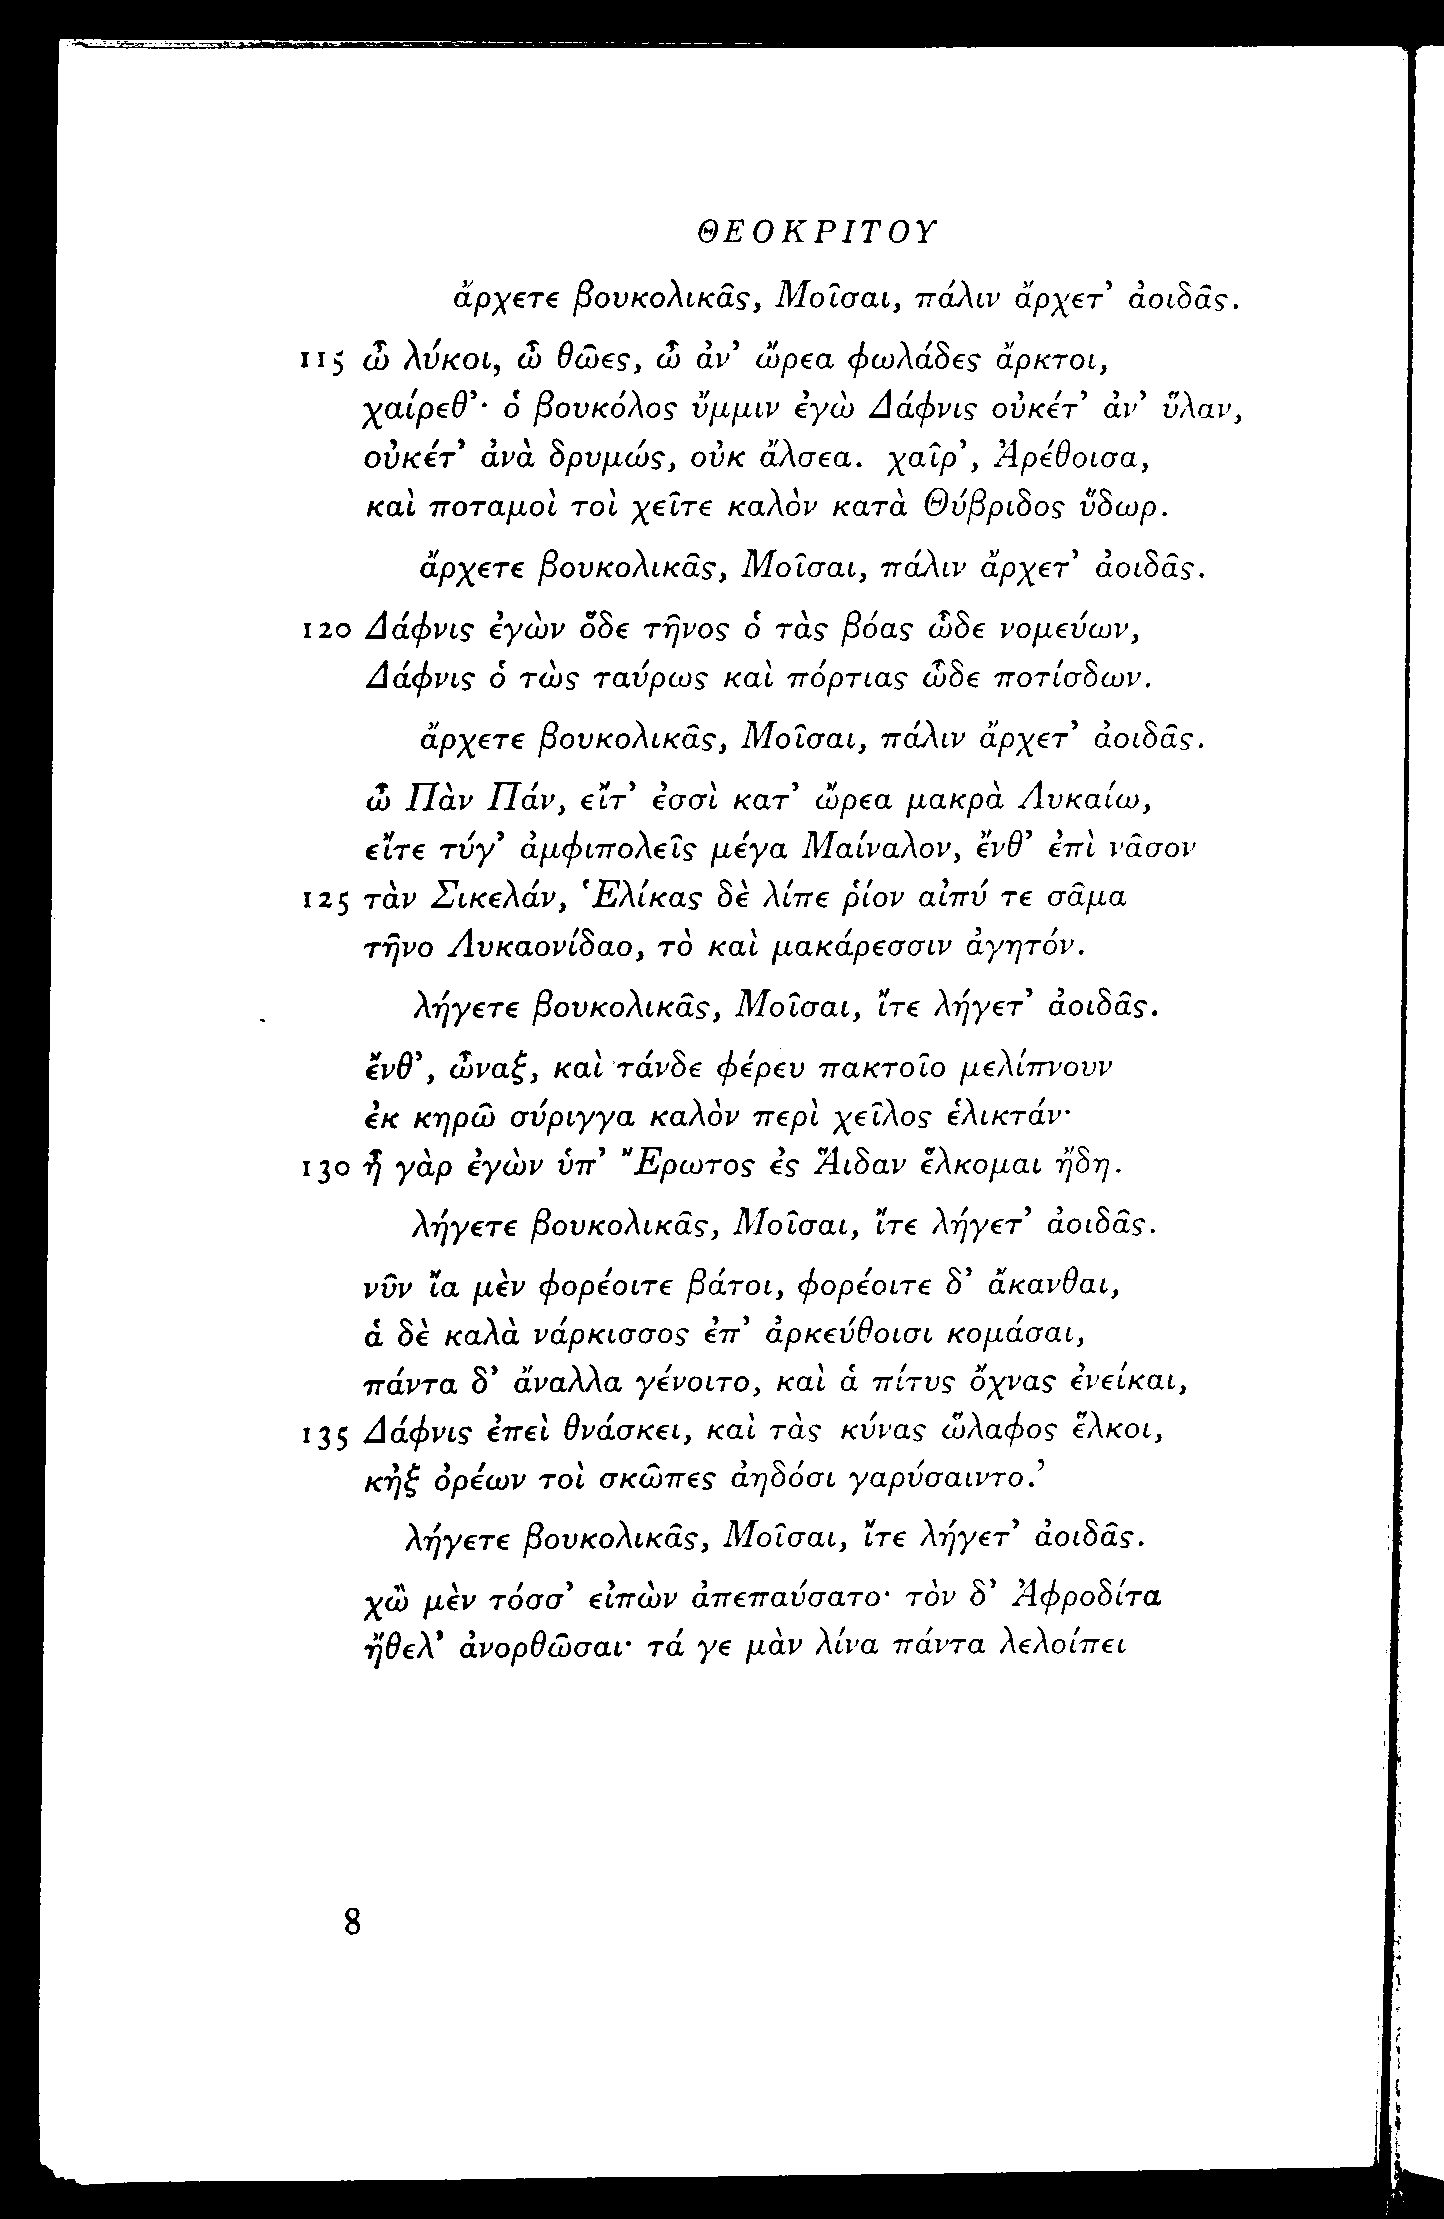 ΘΕΟΚΡΙΤΟΥ
ἄρχετε βουκολικᾶς, Μοῖσαι, πάλιν ἄρχετ’ ἀοιδᾶς.
115 ὦ λύκοι, ὦ θῶες, ὦ ἀν’ ὤρεα φωλάδες ἄρκτοι,
χαίρεθ’· ὁ βουκόλος ὔμμιν ἐγὼ Δάφνις οὐκέτ’ ἀν’ ὕλαν,
οὐκέτ’ ἀνὰ δρυμώς, οὐκ ἄλσεα. χαῖρ’, Ἀρέθοισα,
καὶ ποταμοὶ τοὶ χεῖτε καλὸν κατὰ Θύβριδος ὕδωρ.
ἄρχετε βουκολικᾶς, Μοῖσαι, πάλιν ἄρχετ’ ἀοιδᾶς.
120 Δάφνις ἐγὼν ὅδε τῆνος ὁ τὰς βόας ὧδε νομεύων,
Δάφνις ὁ τὼς ταύρως καὶ πόρτιας ὧδε ποτίσδων.
ἄρχετε βουκολικᾶς, Μοῖσαι, πάλιν ἄρχετ’ ἀοιδᾶς.
ὦ Πὰν Πάν, εἴτ’ ἐσσὶ κατ’ ὤρεα μακρὰ Λυκαίω,
εἴτε τύγ’ ἀμφιπολεῖς μέγα Μαίναλον, ἔνθ’ ἐπὶ νᾶσον
125 τὰν Σικελάν, Ἑλίκας δὲ λίπε ῥίον αἰπύ τε σᾶμα
τῆνο Λυκαονίδαο, τὸ καὶ μακάρεσσιν ἀγητόν.
λήγετε βουκολικᾶς, Μοῖσαι, ἴτε λήγετ’ ἀοιδᾶς.
ἔνθ’, ὦναξ, καὶ τάνδε φέρευ πακτοῖο μελίπνουν
ἐκ κηρῶ σύριγγα καλὸν περὶ χεῖλος ἑλικτάν·
130 ἦ γὰρ ἐγὼν ὑπ’ Ἔρωτος ἐς Ἅιδαν ἕλκομαι ἤδη.
λήγετε βουκολικᾶς, Μοῖσαι, ἴτε λήγετ’ ἀοιδᾶς.
νῦν ἴα μὲν φορέοιτε βάτοι, φορέοιτε δ’ ἄκανθαι,
ἁ δὲ καλὰ νάρκισσος ἐπ’ ἀρκεύθοισι κομάσαι,
πάντα δ’ ἄναλλα γένοιτο, καὶ ἁ πίτυς ὄχνας ἐνείκαι,
135 Δάφνις ἐπεὶ θνάσκει, καὶ τὰς κύνας ὥλαφος ἕλκοι,
κἠξ ὀρέων τοὶ σκῶπες ἀηδόσι γαρύσαιντο.’
λήγετε βουκολικᾶς, Μοῖσαι, ἴτε λήγετ’ ἀοιδᾶς.
χὣ μὲν τόσσ’ εἰπὼν ἀπεπαύσατο· τὸν δ’ Ἀφροδίτα
ἤθελ’ ἀνορθῶσαι· τά γε μὰν λίνα πάντα λελοίπει
8